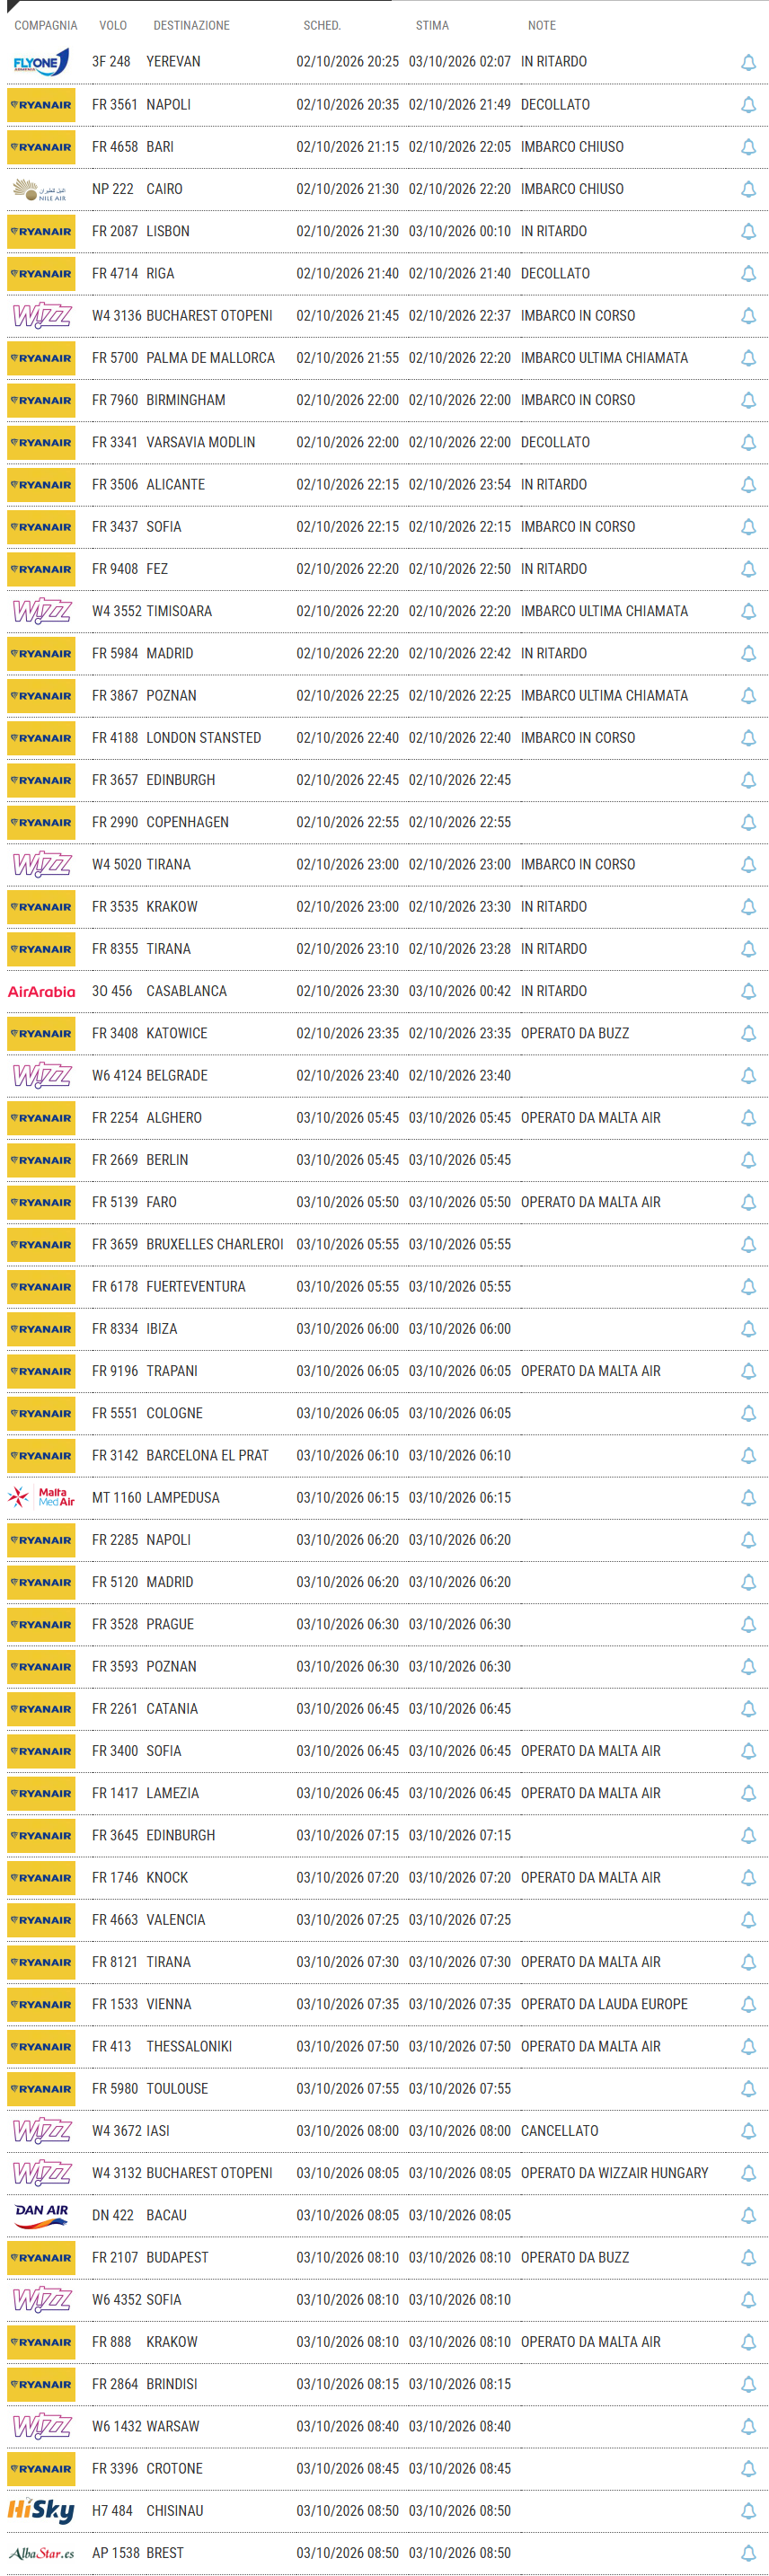 COMPAGNIA VOLO DESTINAZIONE SCHED. STIMA NOTE
FLYONE ARMENIA 3F 248 YEREVAN 02/10/2026 20:25 03/10/2026 02:07 IN RITARDO
RYANAIR FR 3561 NAPOLI 02/10/2026 20:35 02/10/2026 21:49 DECOLLATO
RYANAIR FR 4658 BARI 02/10/2026 21:15 02/10/2026 22:05 IMBARCO CHIUSO
النيل للطيران NILE AIR NP 222 CAIRO 02/10/2026 21:30 02/10/2026 22:20 IMBARCO CHIUSO
RYANAIR FR 2087 LISBON 02/10/2026 21:30 03/10/2026 00:10 IN RITARDO
RYANAIR FR 4714 RIGA 02/10/2026 21:40 02/10/2026 21:40 DECOLLATO
WIZZ W4 3136 BUCHAREST OTOPENI 02/10/2026 21:45 02/10/2026 22:37 IMBARCO IN CORSO
RYANAIR FR 5700 PALMA DE MALLORCA 02/10/2026 21:55 02/10/2026 22:20 IMBARCO ULTIMA CHIAMATA
RYANAIR FR 7960 BIRMINGHAM 02/10/2026 22:00 02/10/2026 22:00 IMBARCO IN CORSO
RYANAIR FR 3341 VARSAVIA MODLIN 02/10/2026 22:00 02/10/2026 22:00 DECOLLATO
RYANAIR FR 3506 ALICANTE 02/10/2026 22:15 02/10/2026 23:54 IN RITARDO
RYANAIR FR 3437 SOFIA 02/10/2026 22:15 02/10/2026 22:15 IMBARCO IN CORSO
RYANAIR FR 9408 FEZ 02/10/2026 22:20 02/10/2026 22:50 IN RITARDO
WIZZ W4 3552 TIMISOARA 02/10/2026 22:20 02/10/2026 22:20 IMBARCO ULTIMA CHIAMATA
RYANAIR FR 5984 MADRID 02/10/2026 22:20 02/10/2026 22:42 IN RITARDO
RYANAIR FR 3867 POZNAN 02/10/2026 22:25 02/10/2026 22:25 IMBARCO ULTIMA CHIAMATA
RYANAIR FR 4188 LONDON STANSTED 02/10/2026 22:40 02/10/2026 22:40 IMBARCO IN CORSO
RYANAIR FR 3657 EDINBURGH 02/10/2026 22:45 02/10/2026 22:45
RYANAIR FR 2990 COPENHAGEN 02/10/2026 22:55 02/10/2026 22:55
WIZZ W4 5020 TIRANA 02/10/2026 23:00 02/10/2026 23:00 IMBARCO IN CORSO
RYANAIR FR 3535 KRAKOW 02/10/2026 23:00 02/10/2026 23:30 IN RITARDO
RYANAIR FR 8355 TIRANA 02/10/2026 23:10 02/10/2026 23:28 IN RITARDO
AirArabia 3O 456 CASABLANCA 02/10/2026 23:30 03/10/2026 00:42 IN RITARDO
RYANAIR FR 3408 KATOWICE 02/10/2026 23:35 02/10/2026 23:35 OPERATO DA BUZZ
WIZZ W6 4124 BELGRADE 02/10/2026 23:40 02/10/2026 23:40
RYANAIR FR 2254 ALGHERO 03/10/2026 05:45 03/10/2026 05:45 OPERATO DA MALTA AIR
RYANAIR FR 2669 BERLIN 03/10/2026 05:45 03/10/2026 05:45
RYANAIR FR 5139 FARO 03/10/2026 05:50 03/10/2026 05:50 OPERATO DA MALTA AIR
RYANAIR FR 3659 BRUXELLES CHARLEROI 03/10/2026 05:55 03/10/2026 05:55
RYANAIR FR 6178 FUERTEVENTURA 03/10/2026 05:55 03/10/2026 05:55
RYANAIR FR 8334 IBIZA 03/10/2026 06:00 03/10/2026 06:00
RYANAIR FR 9196 TRAPANI 03/10/2026 06:05 03/10/2026 06:05 OPERATO DA MALTA AIR
RYANAIR FR 5551 COLOGNE 03/10/2026 06:05 03/10/2026 06:05
RYANAIR FR 3142 BARCELONA EL PRAT 03/10/2026 06:10 03/10/2026 06:10
Malta MedAir MT 1160 LAMPEDUSA 03/10/2026 06:15 03/10/2026 06:15
RYANAIR FR 2285 NAPOLI 03/10/2026 06:20 03/10/2026 06:20
RYANAIR FR 5120 MADRID 03/10/2026 06:20 03/10/2026 06:20
RYANAIR FR 3528 PRAGUE 03/10/2026 06:30 03/10/2026 06:30
RYANAIR FR 3593 POZNAN 03/10/2026 06:30 03/10/2026 06:30
RYANAIR FR 2261 CATANIA 03/10/2026 06:45 03/10/2026 06:45
RYANAIR FR 3400 SOFIA 03/10/2026 06:45 03/10/2026 06:45 OPERATO DA MALTA AIR
RYANAIR FR 1417 LAMEZIA 03/10/2026 06:45 03/10/2026 06:45 OPERATO DA MALTA AIR
RYANAIR FR 3645 EDINBURGH 03/10/2026 07:15 03/10/2026 07:15
RYANAIR FR 1746 KNOCK 03/10/2026 07:20 03/10/2026 07:20 OPERATO DA MALTA AIR
RYANAIR FR 4663 VALENCIA 03/10/2026 07:25 03/10/2026 07:25
RYANAIR FR 8121 TIRANA 03/10/2026 07:30 03/10/2026 07:30 OPERATO DA MALTA AIR
RYANAIR FR 1533 VIENNA 03/10/2026 07:35 03/10/2026 07:35 OPERATO DA LAUDA EUROPE
RYANAIR FR 413 THESSALONIKI 03/10/2026 07:50 03/10/2026 07:50 OPERATO DA MALTA AIR
RYANAIR FR 5980 TOULOUSE 03/10/2026 07:55 03/10/2026 07:55
WIZZ W4 3672 IASI 03/10/2026 08:00 03/10/2026 08:00 CANCELLATO
WIZZ W4 3132 BUCHAREST OTOPENI 03/10/2026 08:05 03/10/2026 08:05 OPERATO DA WIZZAIR HUNGARY
DAN AIR DN 422 BACAU 03/10/2026 08:05 03/10/2026 08:05
RYANAIR FR 2107 BUDAPEST 03/10/2026 08:10 03/10/2026 08:10 OPERATO DA BUZZ
WIZZ W6 4352 SOFIA 03/10/2026 08:10 03/10/2026 08:10
RYANAIR FR 888 KRAKOW 03/10/2026 08:10 03/10/2026 08:10 OPERATO DA MALTA AIR
RYANAIR FR 2864 BRINDISI 03/10/2026 08:15 03/10/2026 08:15
WIZZ W6 1432 WARSAW 03/10/2026 08:40 03/10/2026 08:40
RYANAIR FR 3396 CROTONE 03/10/2026 08:45 03/10/2026 08:45
HiSky H7 484 CHISINAU 03/10/2026 08:50 03/10/2026 08:50
AlbaStar.es AP 1538 BREST 03/10/2026 08:50 03/10/2026 08:50